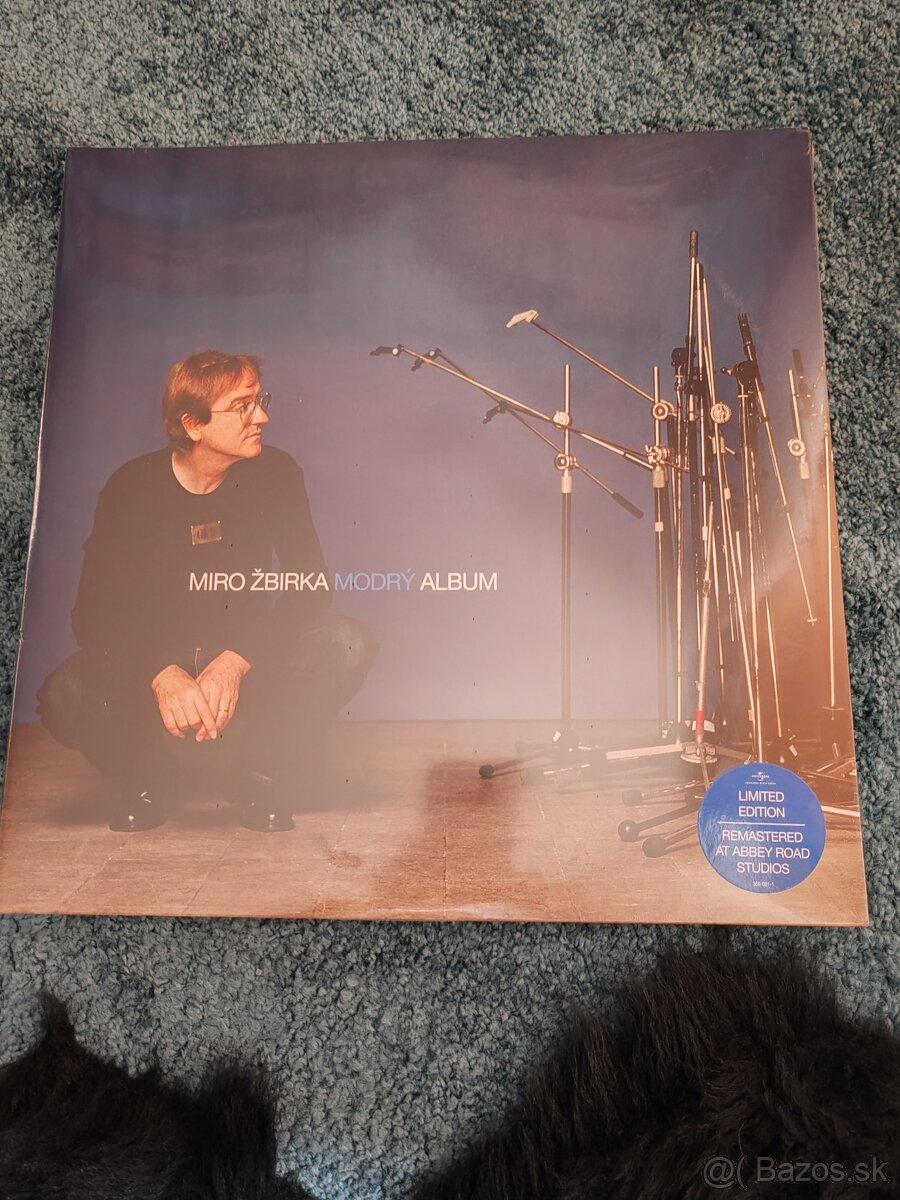 MIRO ŽBIRKA MODRÝ ALBUM
LIMITED
EDITION
REMASTERED
AT ABBEY ROAD
STUDIOS
@( Bazos.sk